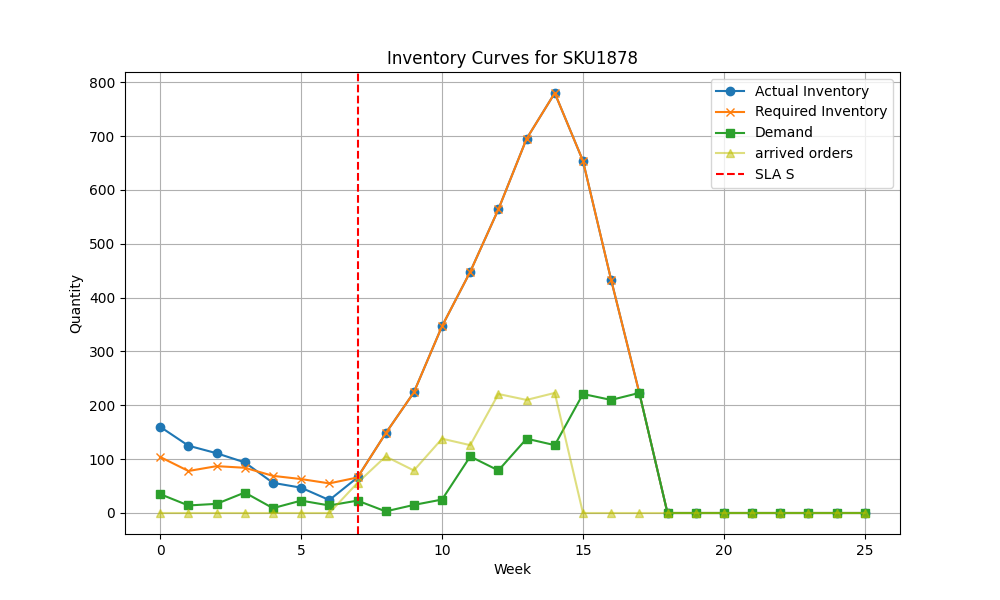 Inventory Curves for SKU1878
Actual Inventory
Required Inventory
Demand
arrived orders
SLA S
Quantity
800
700
600
500
400
300
200
100
0
0 5 10 15 20 25
Week